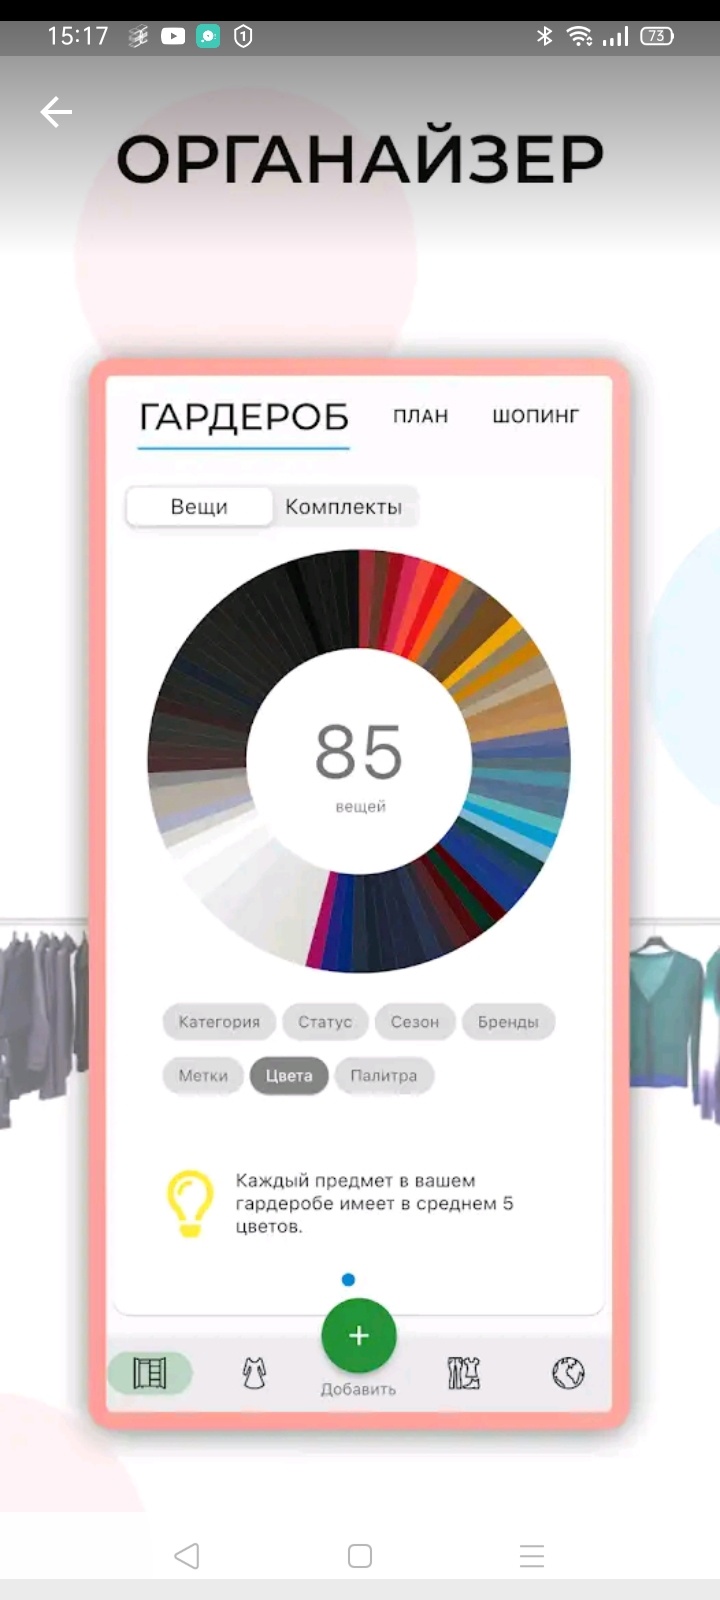 15:17
73
ОРГАНАЙЗЕР
ГАРДЕРОБ ПЛАН ШОПИНГ
Вещи Комплекты
85
вещей
Категория Статус Сезон Бренды
Метки Цвета Палитра
Каждый предмет в вашем
гардеробе имеет в среднем 5
цветов.
+
Добавить